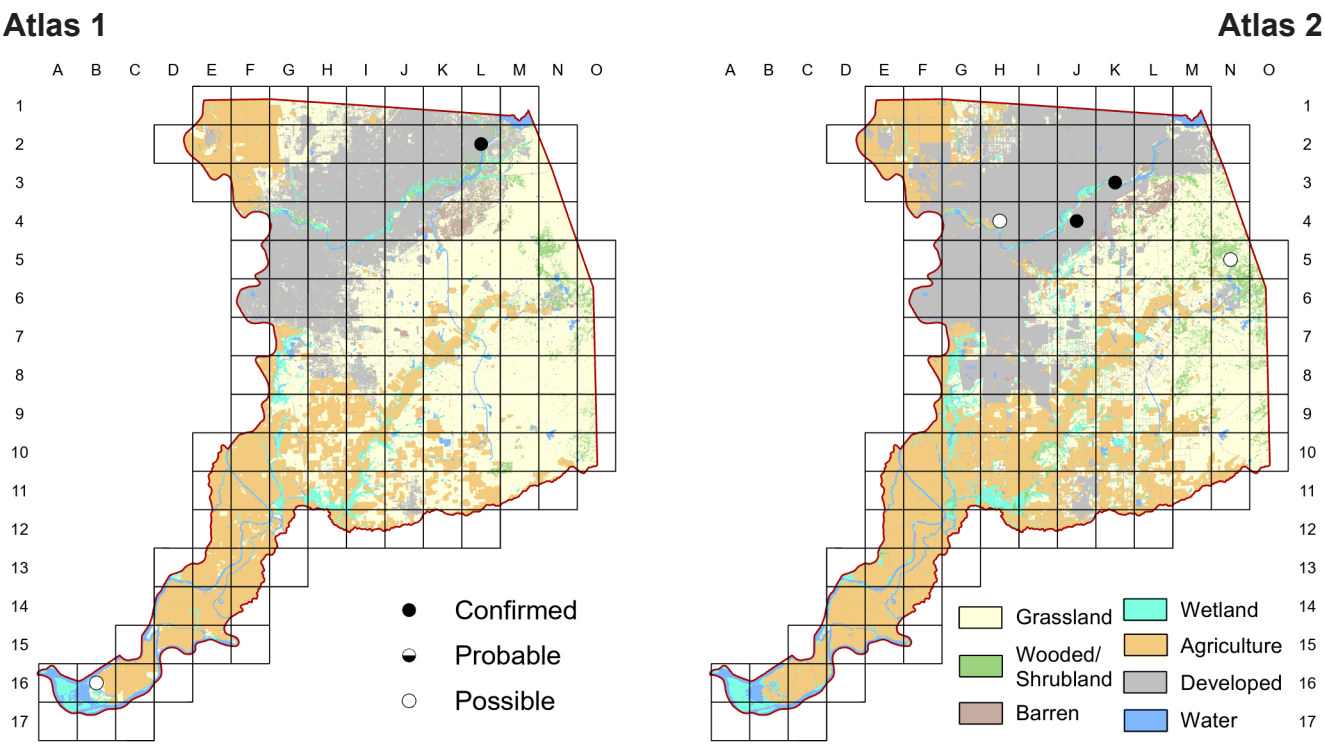 Atlas 1
Atlas 2
A B C D E F G H I J K L M N O
A B C D E F G H I J K L M N O
1
2
3
4
5
6
7
8
9
10
11
12
13
14
15
16
17
1
2
3
4
5
6
7
8
9
10
11
12
13
14
15
16
17
Confirmed
Probable
Possible
Grassland
Wooded/
Shrubland
Barren
Wetland
Agriculture
Developed
Water